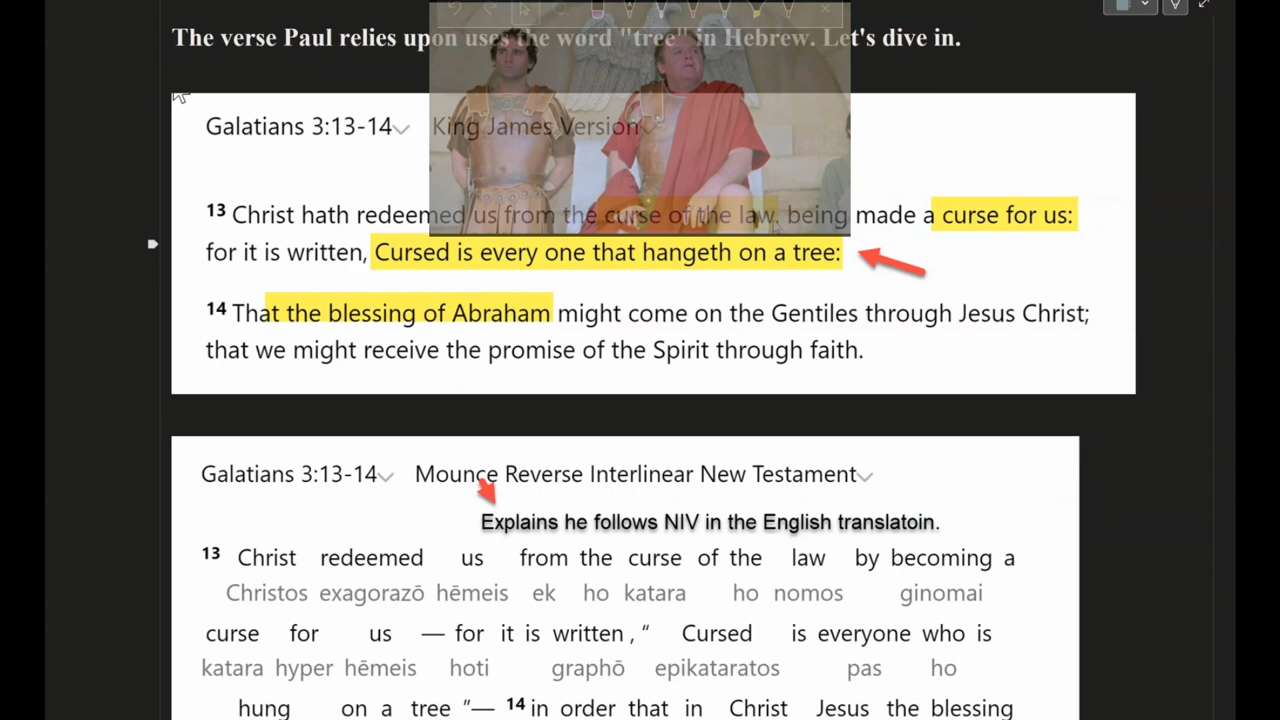 The verse Paul relies upon uses the word "tree" in Hebrew. Let's dive in.
Galatians 3:13-14 King James Version
13 Christ hath redeemed us from the curse of the law, being made a curse for us:
for it is written, Cursed is every one that hangeth on a tree:
14 That the blessing of Abraham might come on the Gentiles through Jesus Christ;
that we might receive the promise of the Spirit through faith.
Galatians 3:13-14 Mounce Reverse Interlinear New Testament
Explains he follows NIV in the English translatoin.
13 Christ redeemed us from the curse of the law by becoming a
Christos exagorazō hēmeis ek ho katara ho nomos ginomai
curse for us — for it is written , “ Cursed is everyone who is
katara hyper hēmeis hoti graphō epikataratos pas ho
hung on a tree ”— 14 in order that in Christ Jesus the blessing